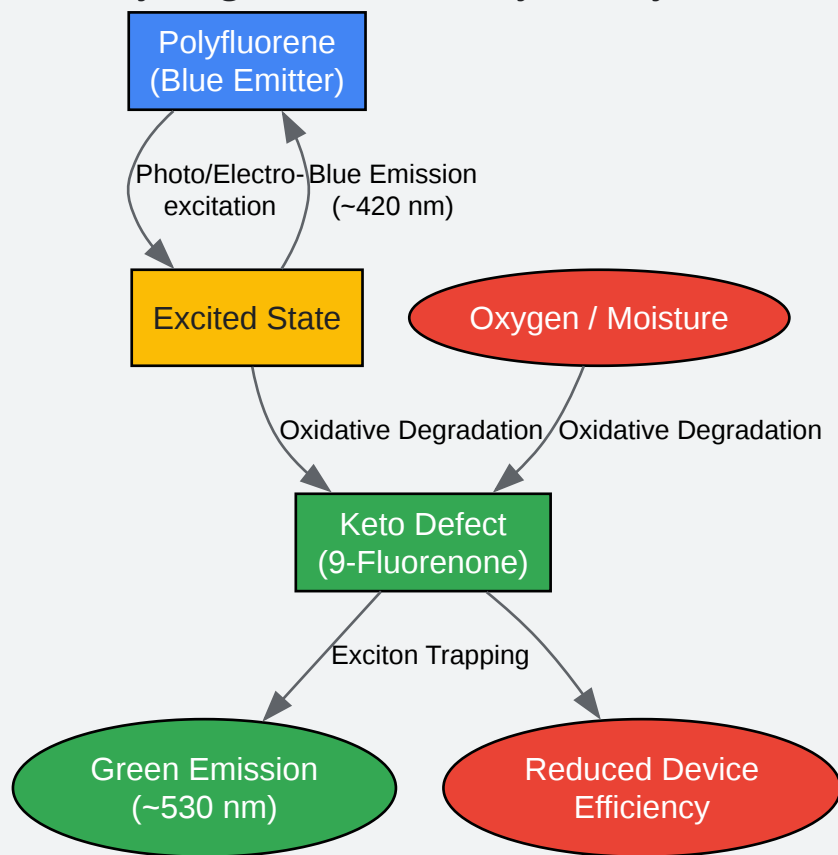 Polyfluorene
(Blue Emitter)
Photo/Electro-
excitation
Blue Emission
(~420 nm)
Excited State
Oxygen / Moisture
Oxidative Degradation
Oxidative Degradation
Keto Defect
(9-Fluorenone)
Exciton Trapping
Green Emission
(~530 nm)
Reduced Device
Efficiency